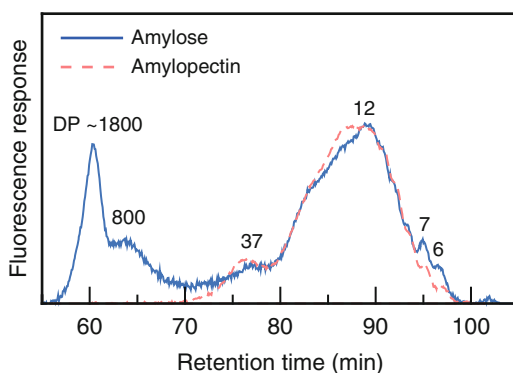 Amylose
Amylopectin
DP ~1800
800
37
12
7
6
Fluorescence response
60 70 80 90 100
Retention time (min)